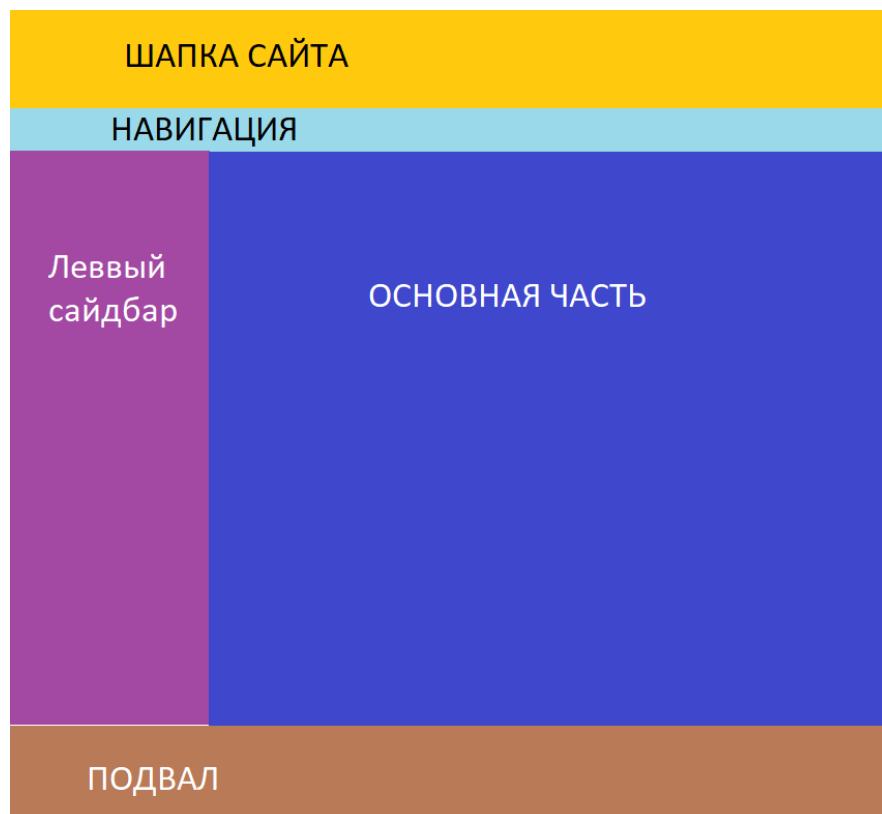 ШАПКА САЙТА
НАВИГАЦИЯ
Леввый
сайдбар
ОСНОВНАЯ ЧАСТЬ
ПОДВАЛ